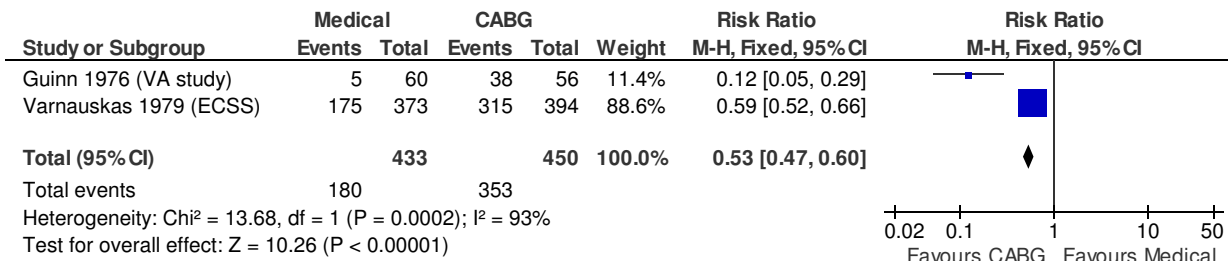 Medical CABG Risk Ratio Risk Ratio
Study or Subgroup Events Total Events Total Weight M-H, Fixed, 95% CI M-H, Fixed, 95% CI
Guinn 1976 (VA study) 5 60 38 56 11.4% 0.12 [0.05, 0.29]
Varnauskas 1979 (ECSS) 175 373 315 394 88.6% 0.59 [0.52, 0.66]
Total (95% CI) 433 450 100.0% 0.53 [0.47, 0.60]
Total events 180 353
Heterogeneity: Chi² = 13.68, df = 1 (P = 0.0002); I² = 93%
Test for overall effect: Z = 10.26 (P < 0.00001)
0.02 0.1 1 10 50
Favours CABG Favours Medical